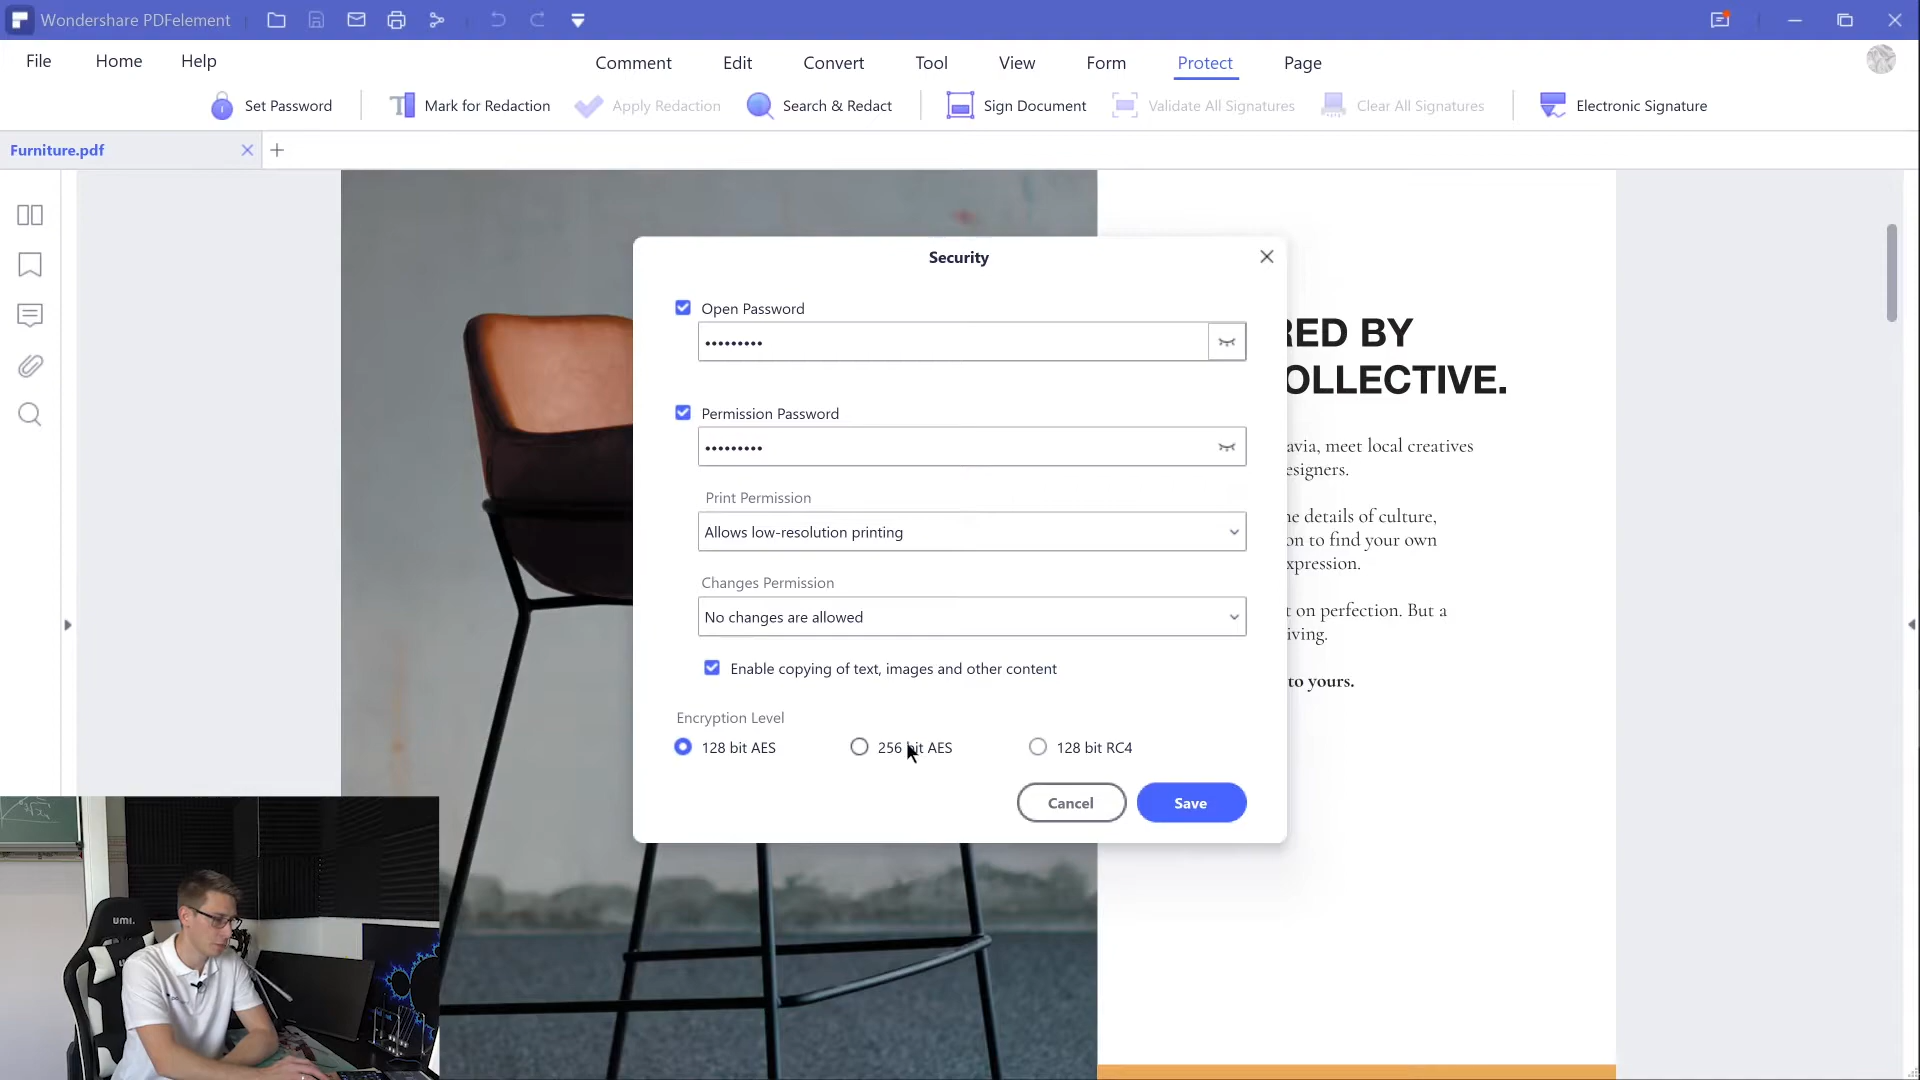 Wondershare PDFelement
File Home Help
Comment Edit Convert Tool View Form Protect Page
Set Password Mark for Redaction Apply Redaction Search & Redact Sign Document Validate All Signatures Clear All Signatures Electronic Signature
Furniture.pdf
Security
Open Password
•••••••••
Permission Password
•••••••••
Print Permission
Allows low-resolution printing
Changes Permission
No changes are allowed
Enable copying of text, images and other content
Encryption Level
128 bit AES 256 bit AES 128 bit RC4
Cancel Save
RED BY
OLLECTIVE.
avia, meet local creatives
esigners.
he details of culture,
on to find your own
xpression.
t on perfection. But a
iving.
to yours.
umi.